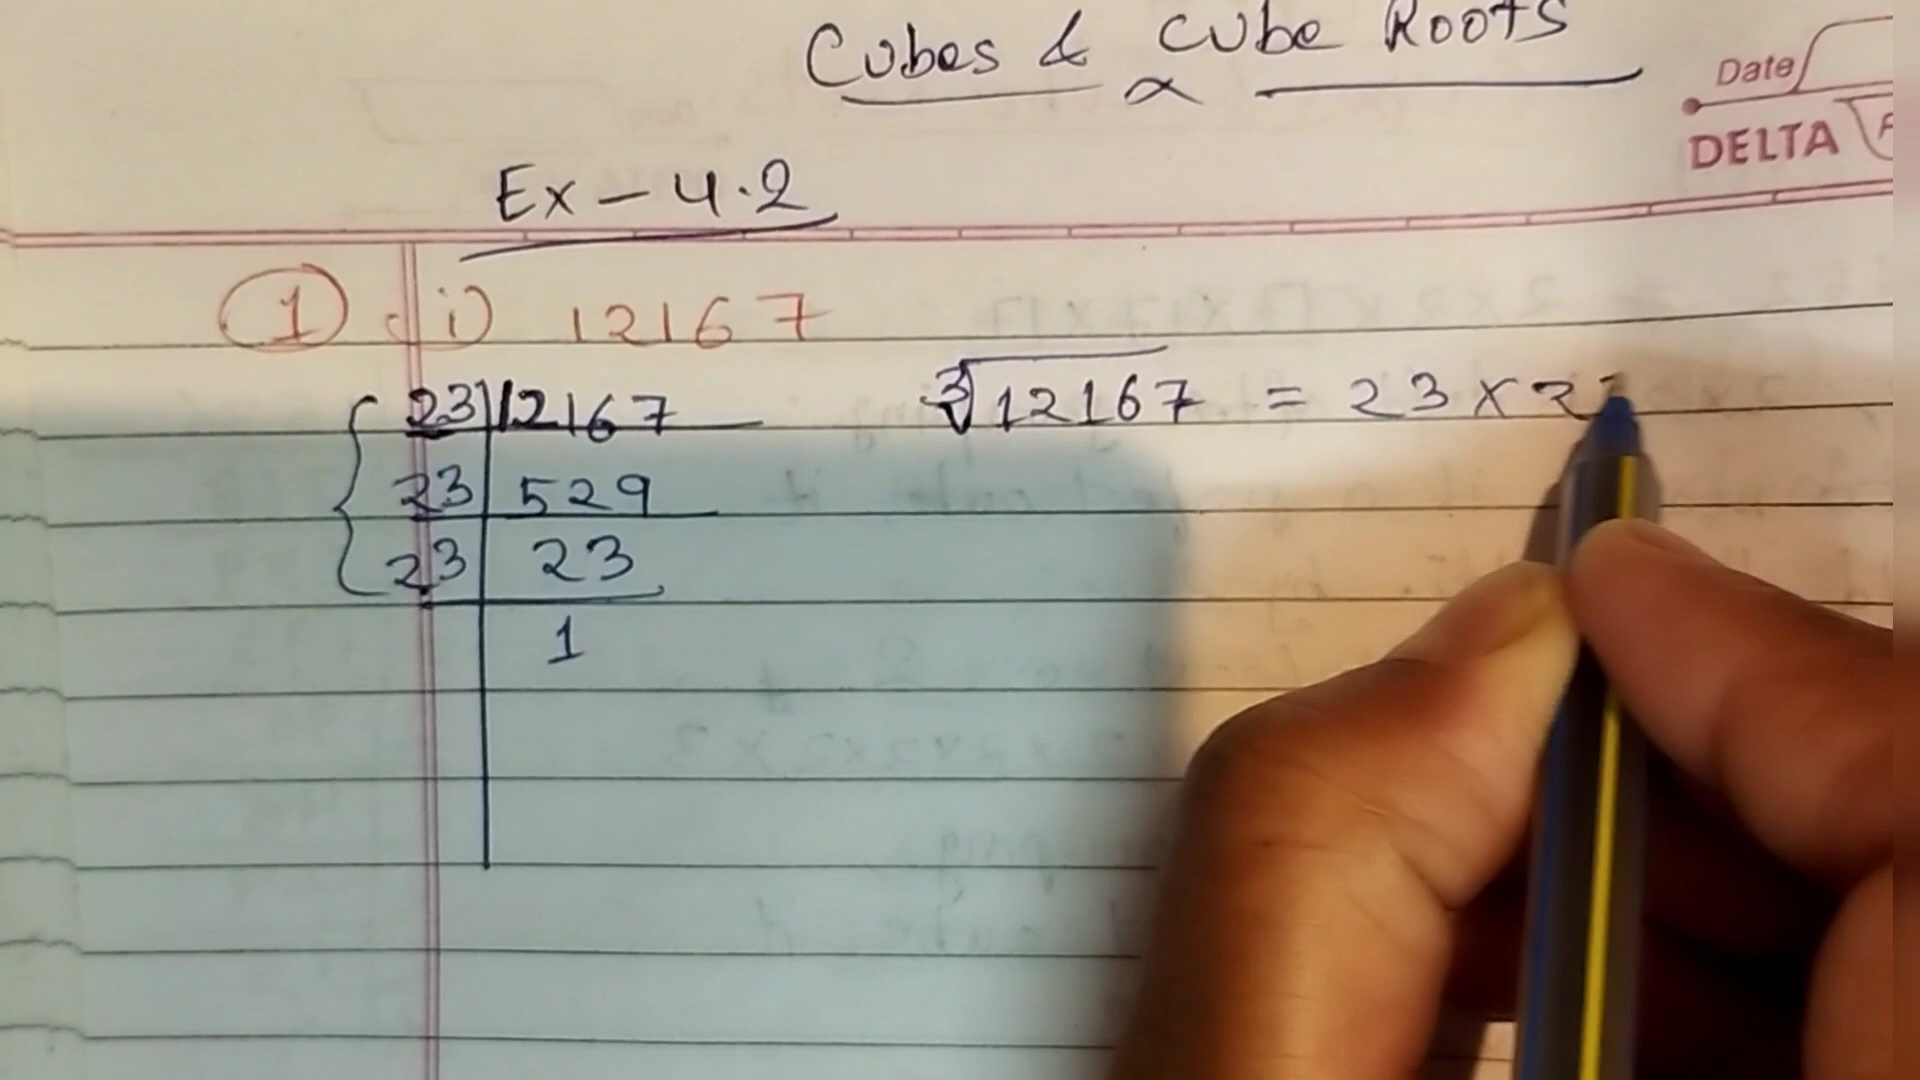 Cubes & Cube Roots
Date
DELTA
Ex - 4.2
1 i) 12167
23 | 12167
∛12167 = 23 × 2
23 | 529
23 | 23
1